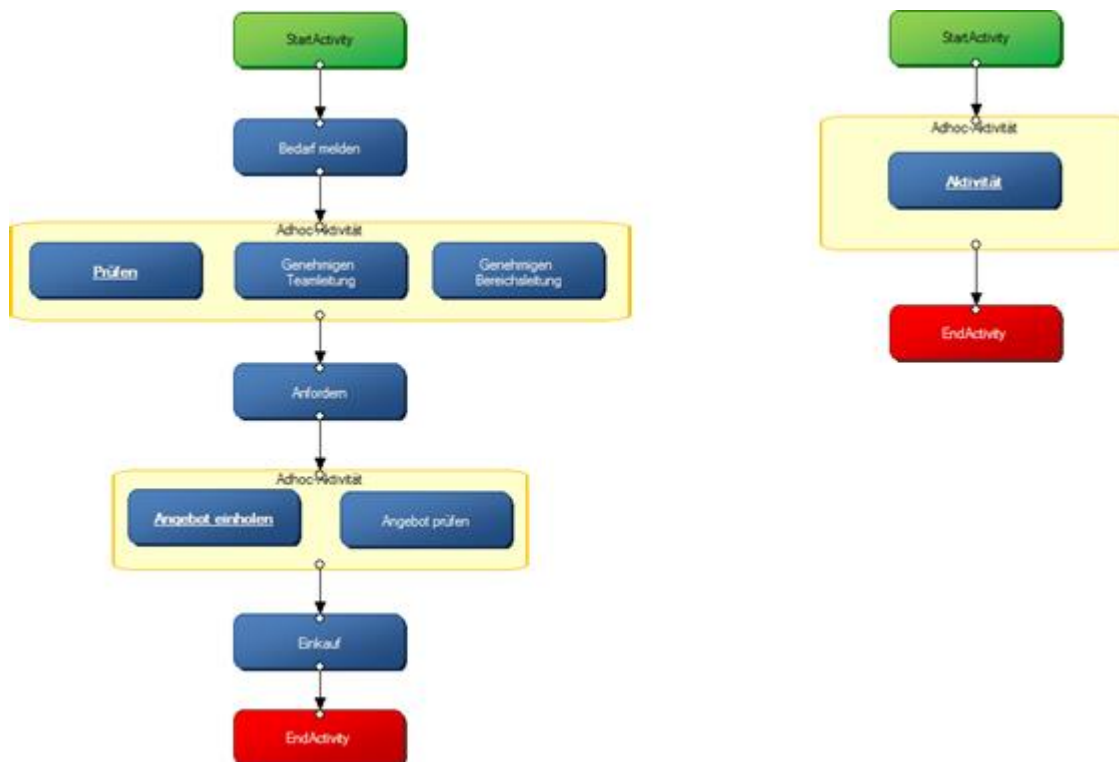 StartActivity
Bedarf melden
Adhoc-Aktivität
Prüfen
Genehmigen
Teamleitung
Genehmigen
Bereichsleitung
Anfordern
Adhoc-Aktivität
Angebot einholen
Angebot prüfen
Einkauf
EndActivity
StartActivity
Adhoc-Aktivität
Aktivität
EndActivity